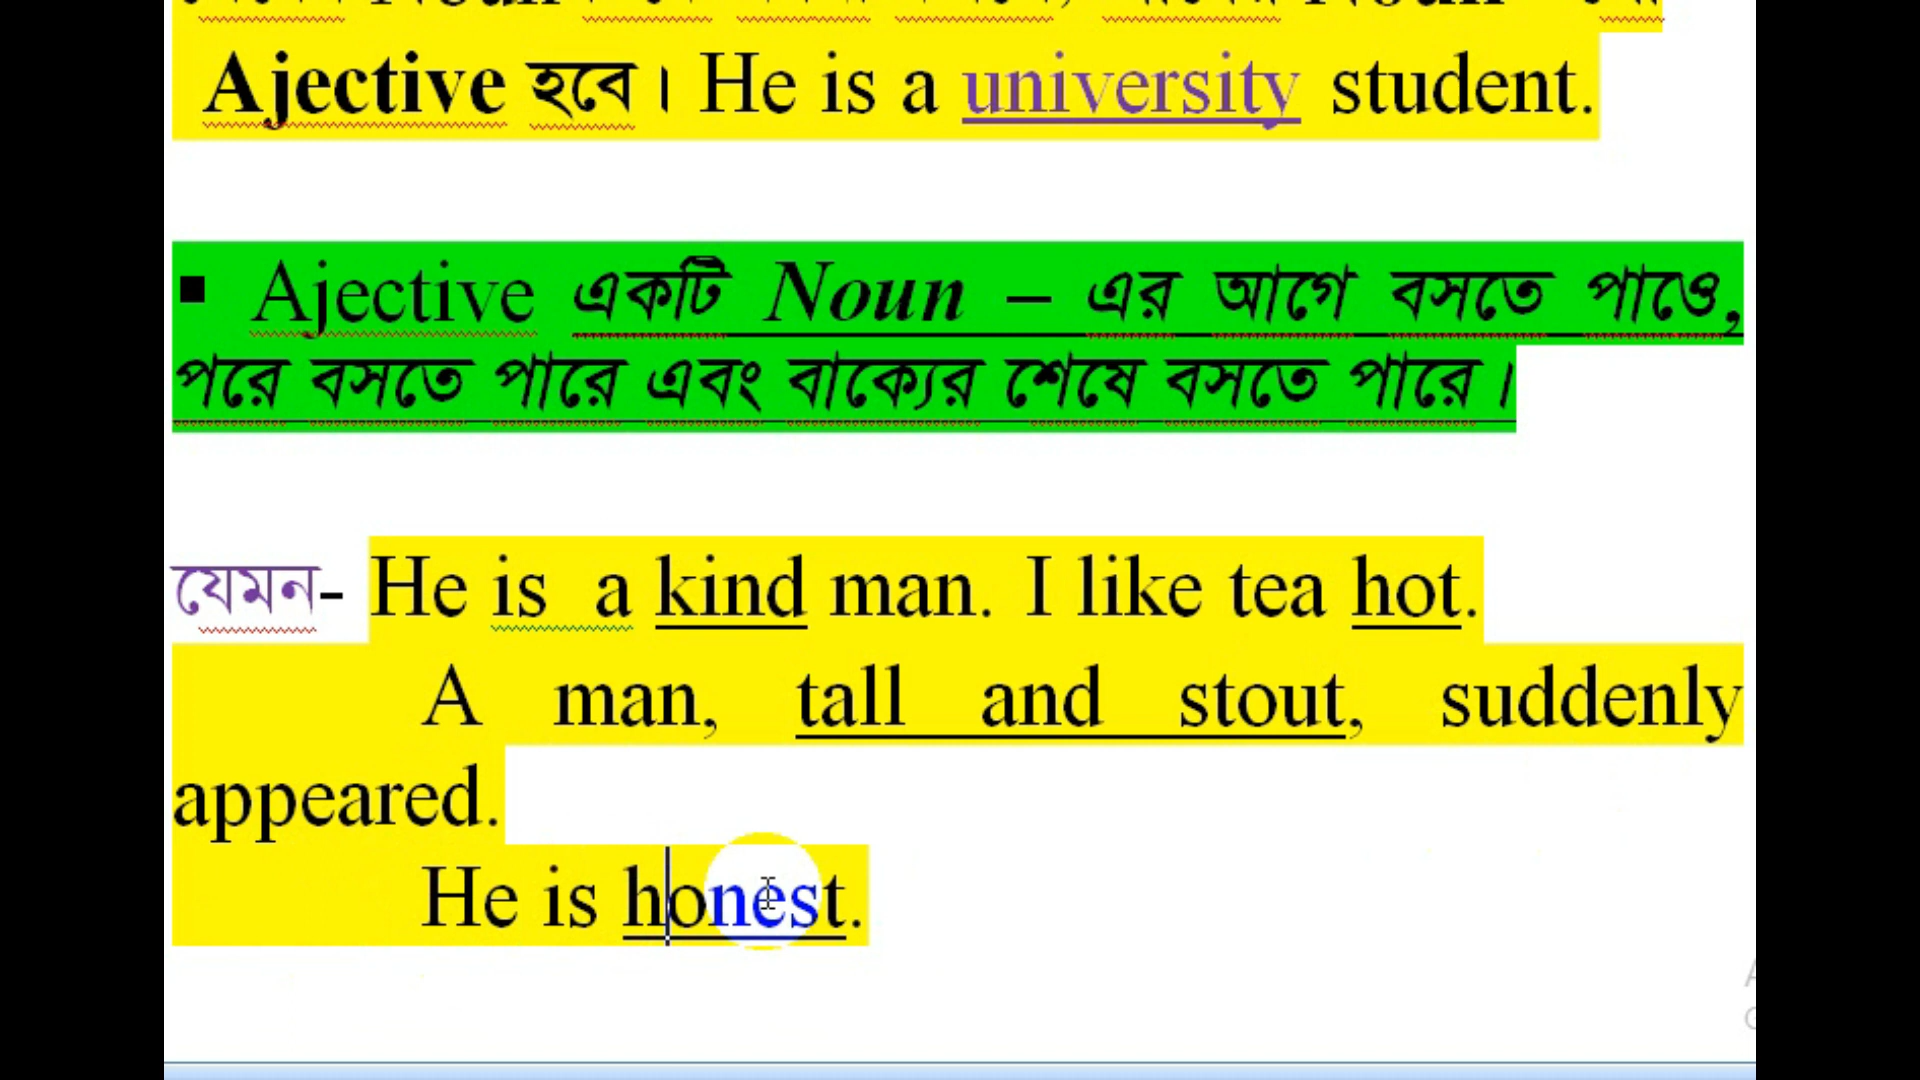 Ajective হবে। He is a university student.
▪ Ajective একটি Noun – এর আগে বসতে পাওে,
পরে বসতে পারে এবং বাক্যের শেষে বসতে পারে।
যেমন- He is a kind man. I like tea hot.
A man, tall and stout, suddenly
appeared.
He is honest.